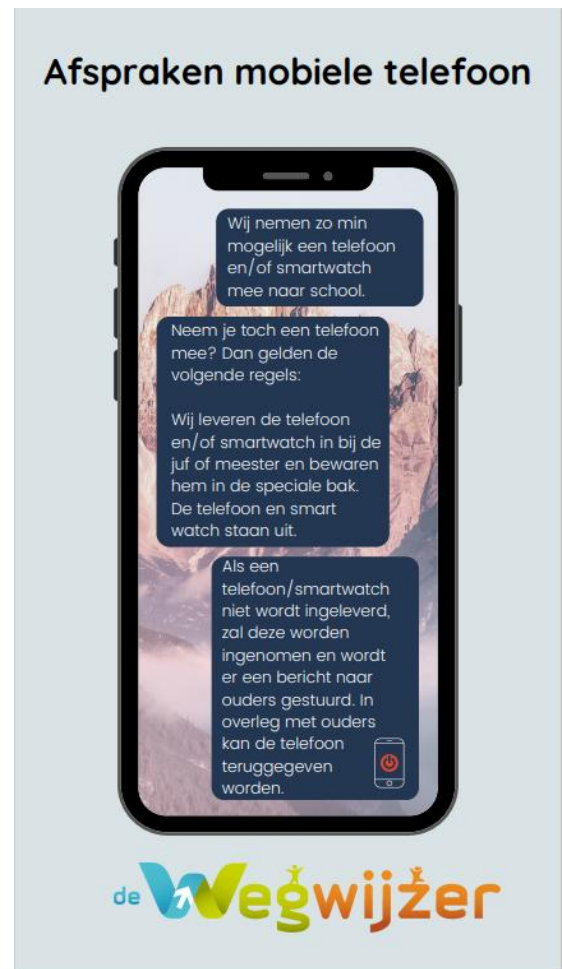 Afspraken mobiele telefoon
Wij nemen zo min
mogelijk een telefoon
en/of smartwatch
mee naar school.
Neem je toch een telefoon
mee? Dan gelden de
volgende regels:
Wij leveren de telefoon
en/of smartwatch in bij de
juf of meester en bewaren
hem in de speciale bak.
De telefoon en smart
watch staan uit.
Als een
telefoon/smartwatch
niet wordt ingeleverd,
zal deze worden
ingenomen en wordt
er een bericht naar
ouders gestuurd. In
overleg met ouders
kan de telefoon
teruggegeven
worden.
de Wegwijzer